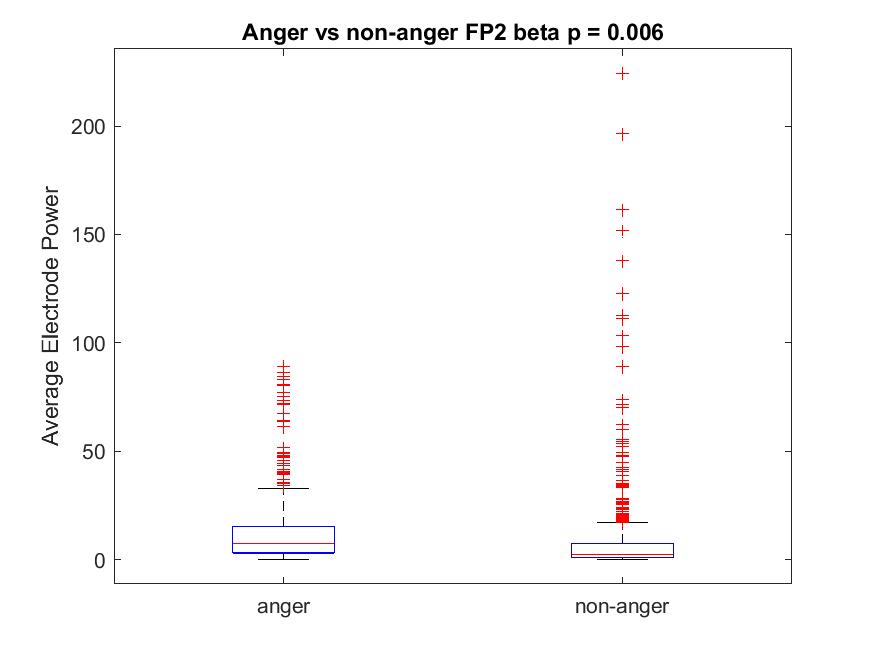 Anger vs non-anger FP2 beta p = 0.006
Average Electrode Power
200
150
100
50
0
anger
non-anger